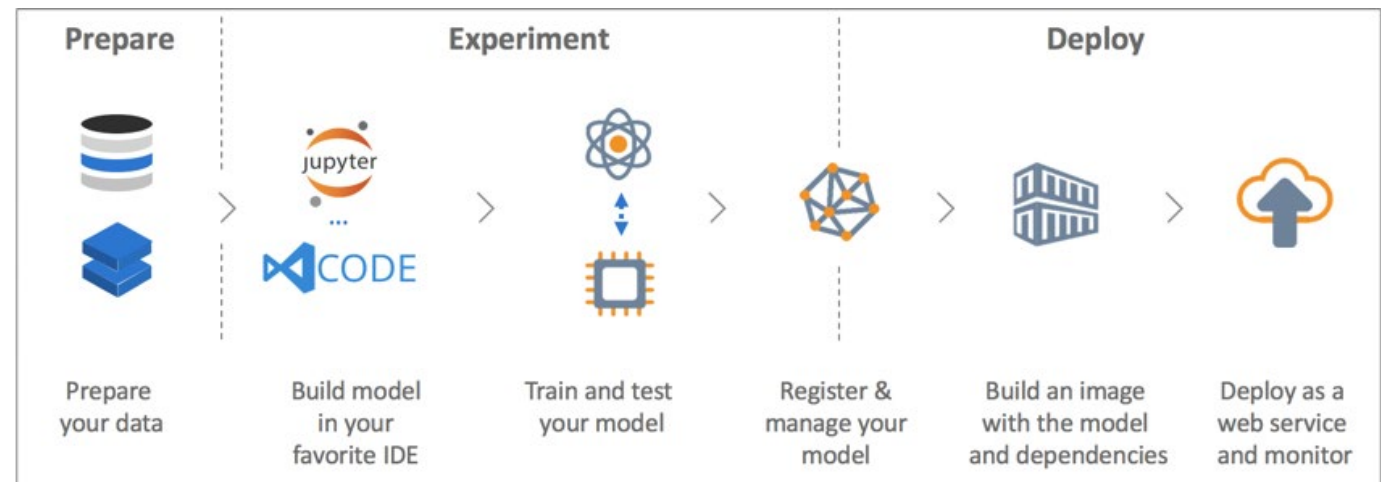 Prepare
Experiment
Deploy
jupyter
...
CODE
Prepare
your data
Build model
in your
favorite IDE
Train and test
your model
Register &
manage your
model
Build an image
with the model
and dependencies
Deploy as a
web service
and monitor